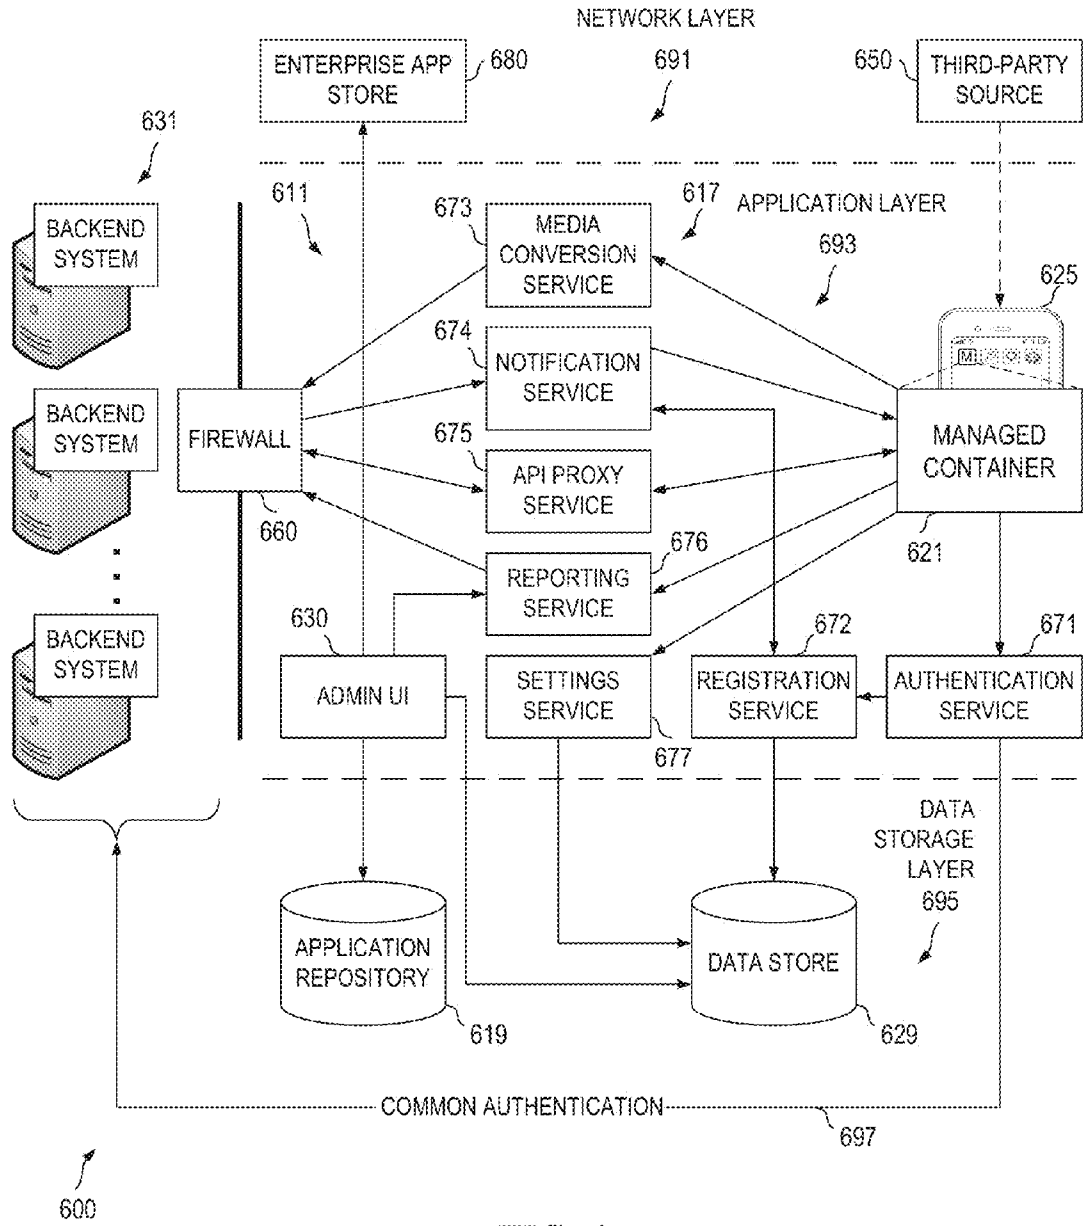 NETWORK LAYER
691
ENTERPRISE APP
STORE
680
650
THIRD-PARTY
SOURCE
631
611
617
APPLICATION LAYER
693
BACKEND
SYSTEM
673
MEDIA
CONVERSION
SERVICE
625
M
674
NOTIFICATION
SERVICE
BACKEND
SYSTEM
FIREWALL
660
675
API PROXY
SERVICE
MANAGED
CONTAINER
621
676
REPORTING
SERVICE
BACKEND
SYSTEM
630
ADMIN UI
SETTINGS
SERVICE
677
672
REGISTRATION
SERVICE
671
AUTHENTICATION
SERVICE
DATA
STORAGE
LAYER
695
APPLICATION
REPOSITORY
619
DATA STORE
629
COMMON AUTHENTICATION
697
600